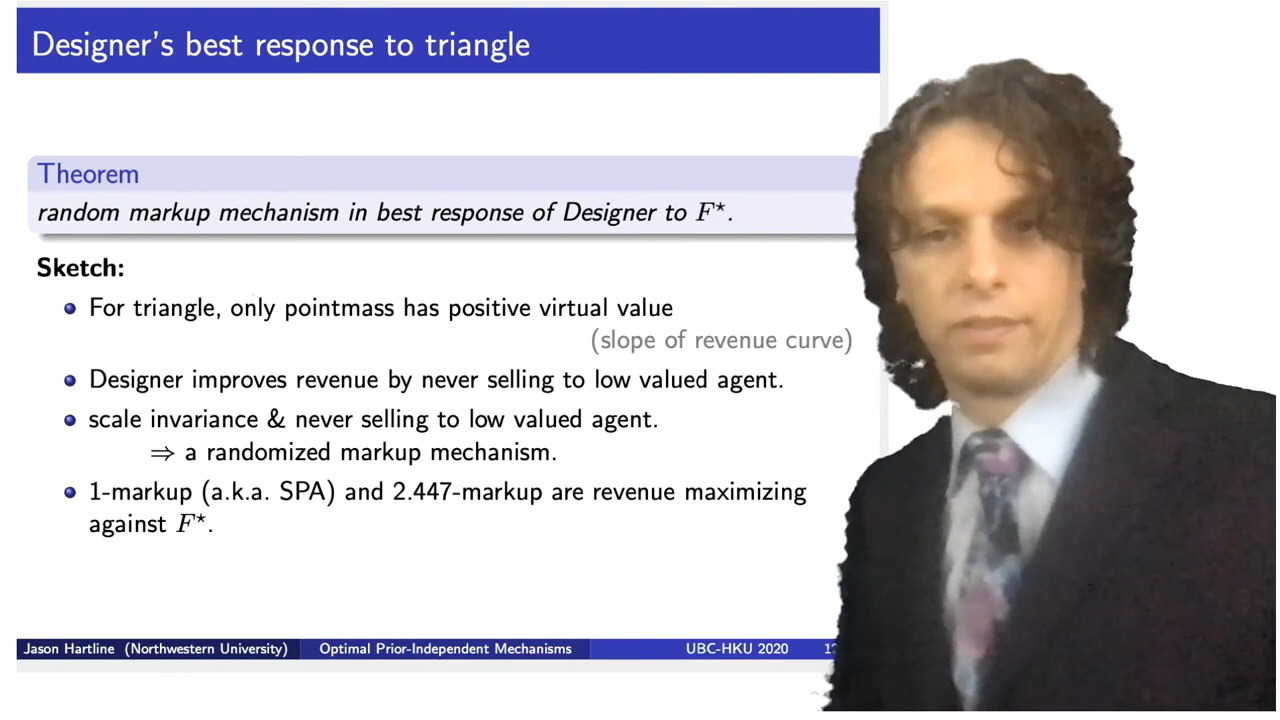 Designer's best response to triangle
Theorem
random markup mechanism in best response of Designer to F⋆.
Sketch:
For triangle, only pointmass has positive virtual value
(slope of revenue curve)
Designer improves revenue by never selling to low valued agent.
scale invariance & never selling to low valued agent.
⇒ a randomized markup mechanism.
1-markup (a.k.a. SPA) and 2.447-markup are revenue maximizing
against F⋆.
Jason Hartline (Northwestern University) Optimal Prior-Independent Mechanisms UBC-HKU 2020